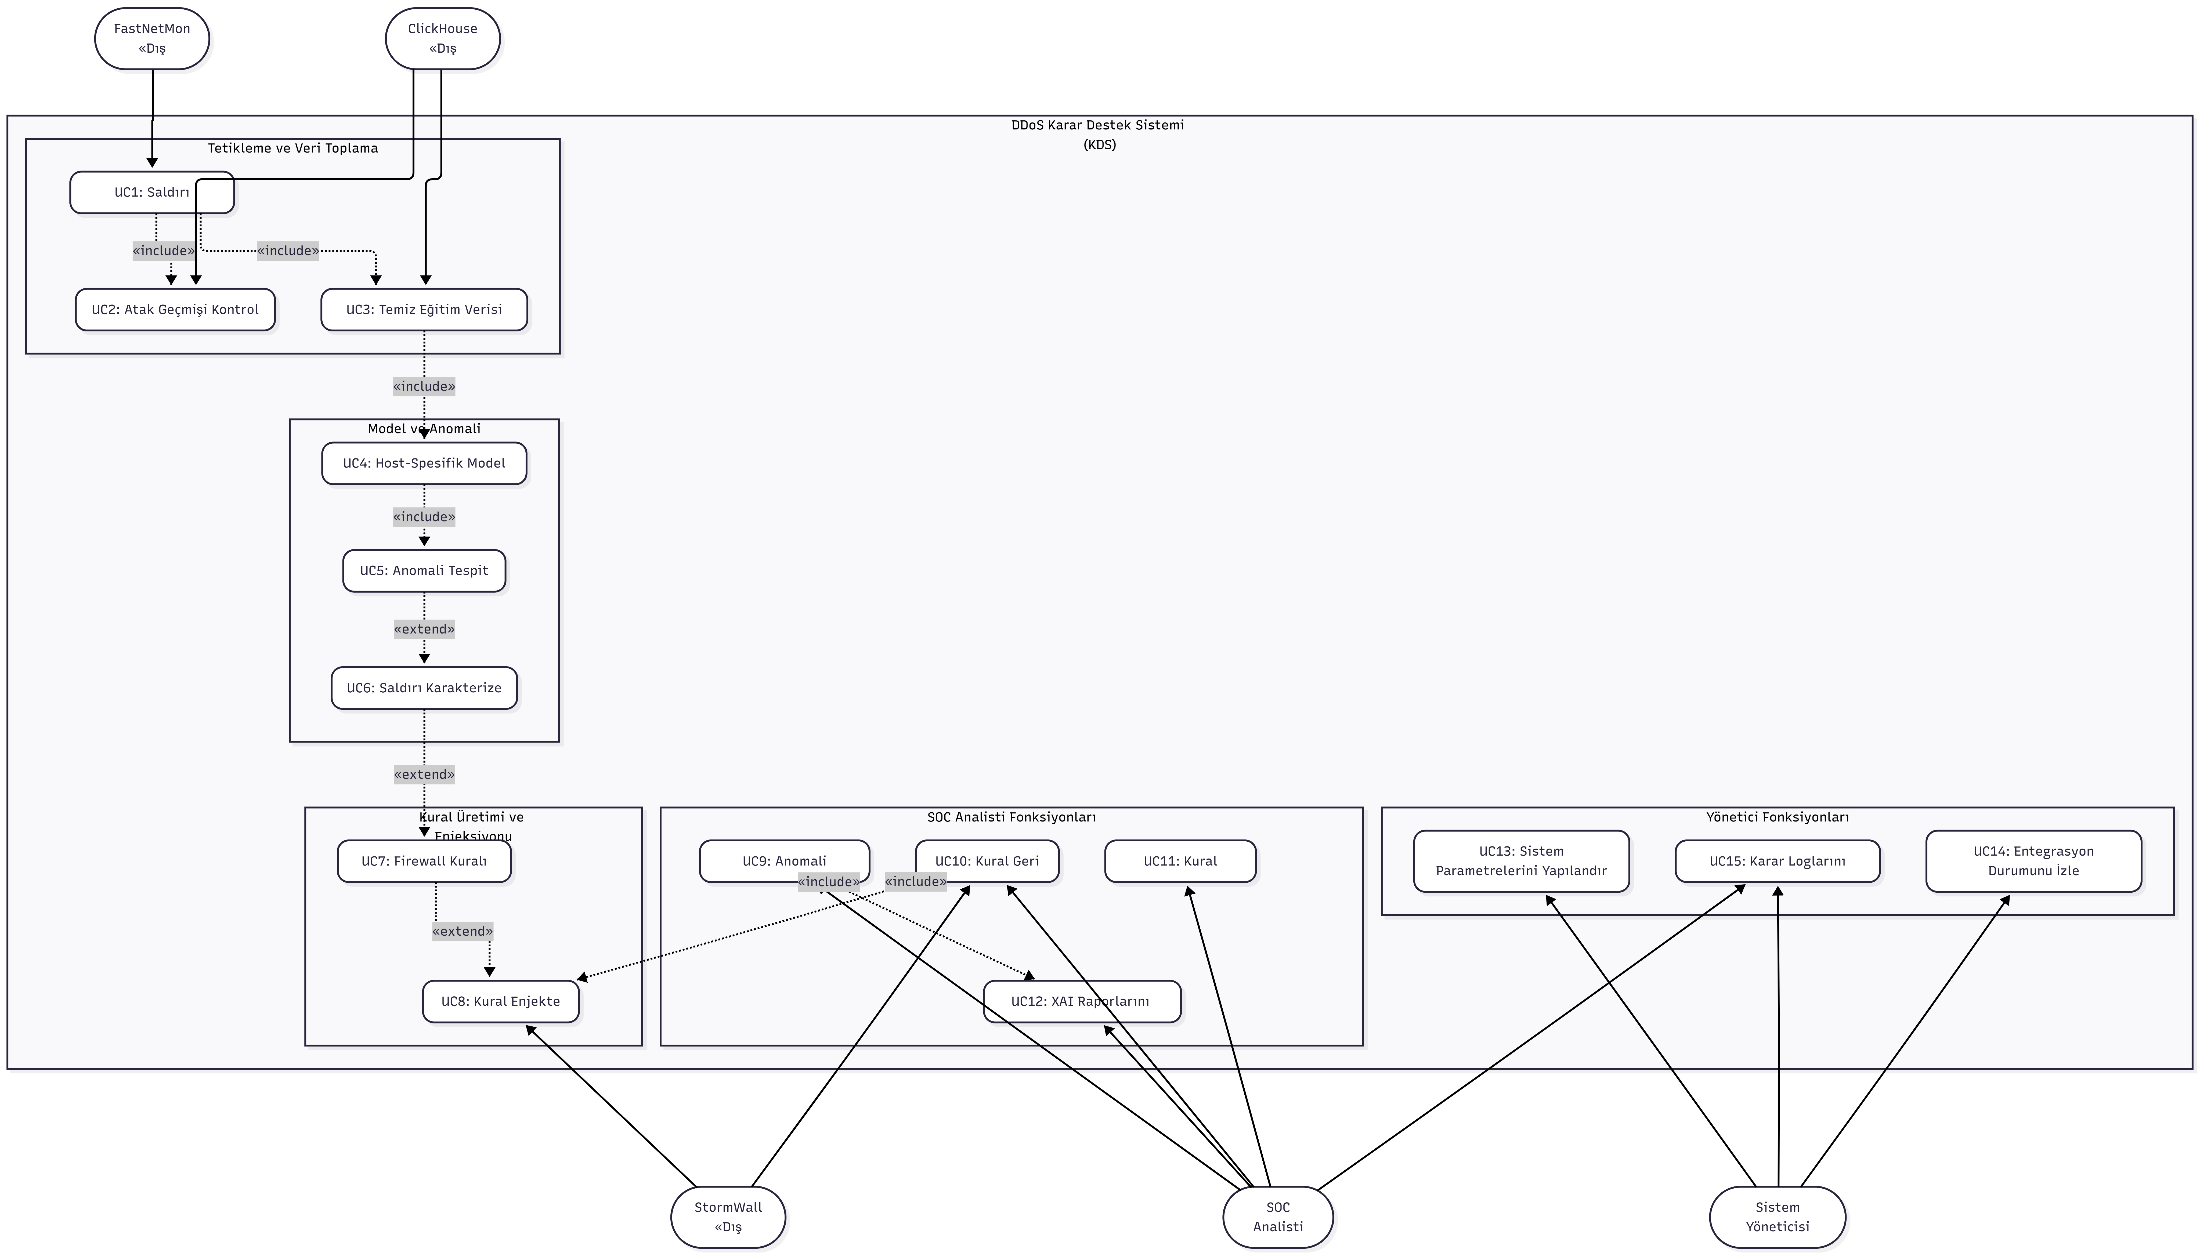 FastNetMon
«Dış
ClickHouse
«Dış
DDoS Karar Destek Sistemi
(KDS)
Tetikleme ve Veri Toplama
UC1: Saldırı
«include»
«include»
UC2: Atak Geçmişi Kontrol
UC3: Temiz Eğitim Verisi
«include»
Model ve Anomali
UC4: Host-Spesifik Model
«include»
UC5: Anomali Tespit
«extend»
UC6: Saldırı Karakterize
«extend»
Kural Üretimi ve
Enjeksiyonu
UC7: Firewall Kuralı
«extend»
UC8: Kural Enjekte
SOC Analisti Fonksiyonları
UC9: Anomali
UC10: Kural Geri
UC11: Kural
«include»
«include»
UC12: XAI Raporlarını
Yönetici Fonksiyonları
UC13: Sistem
Parametrelerini Yapılandır
UC15: Karar Loglarını
UC14: Entegrasyon
Durumunu İzle
StormWall
«Dış
SOC
Analisti
Sistem
Yöneticisi